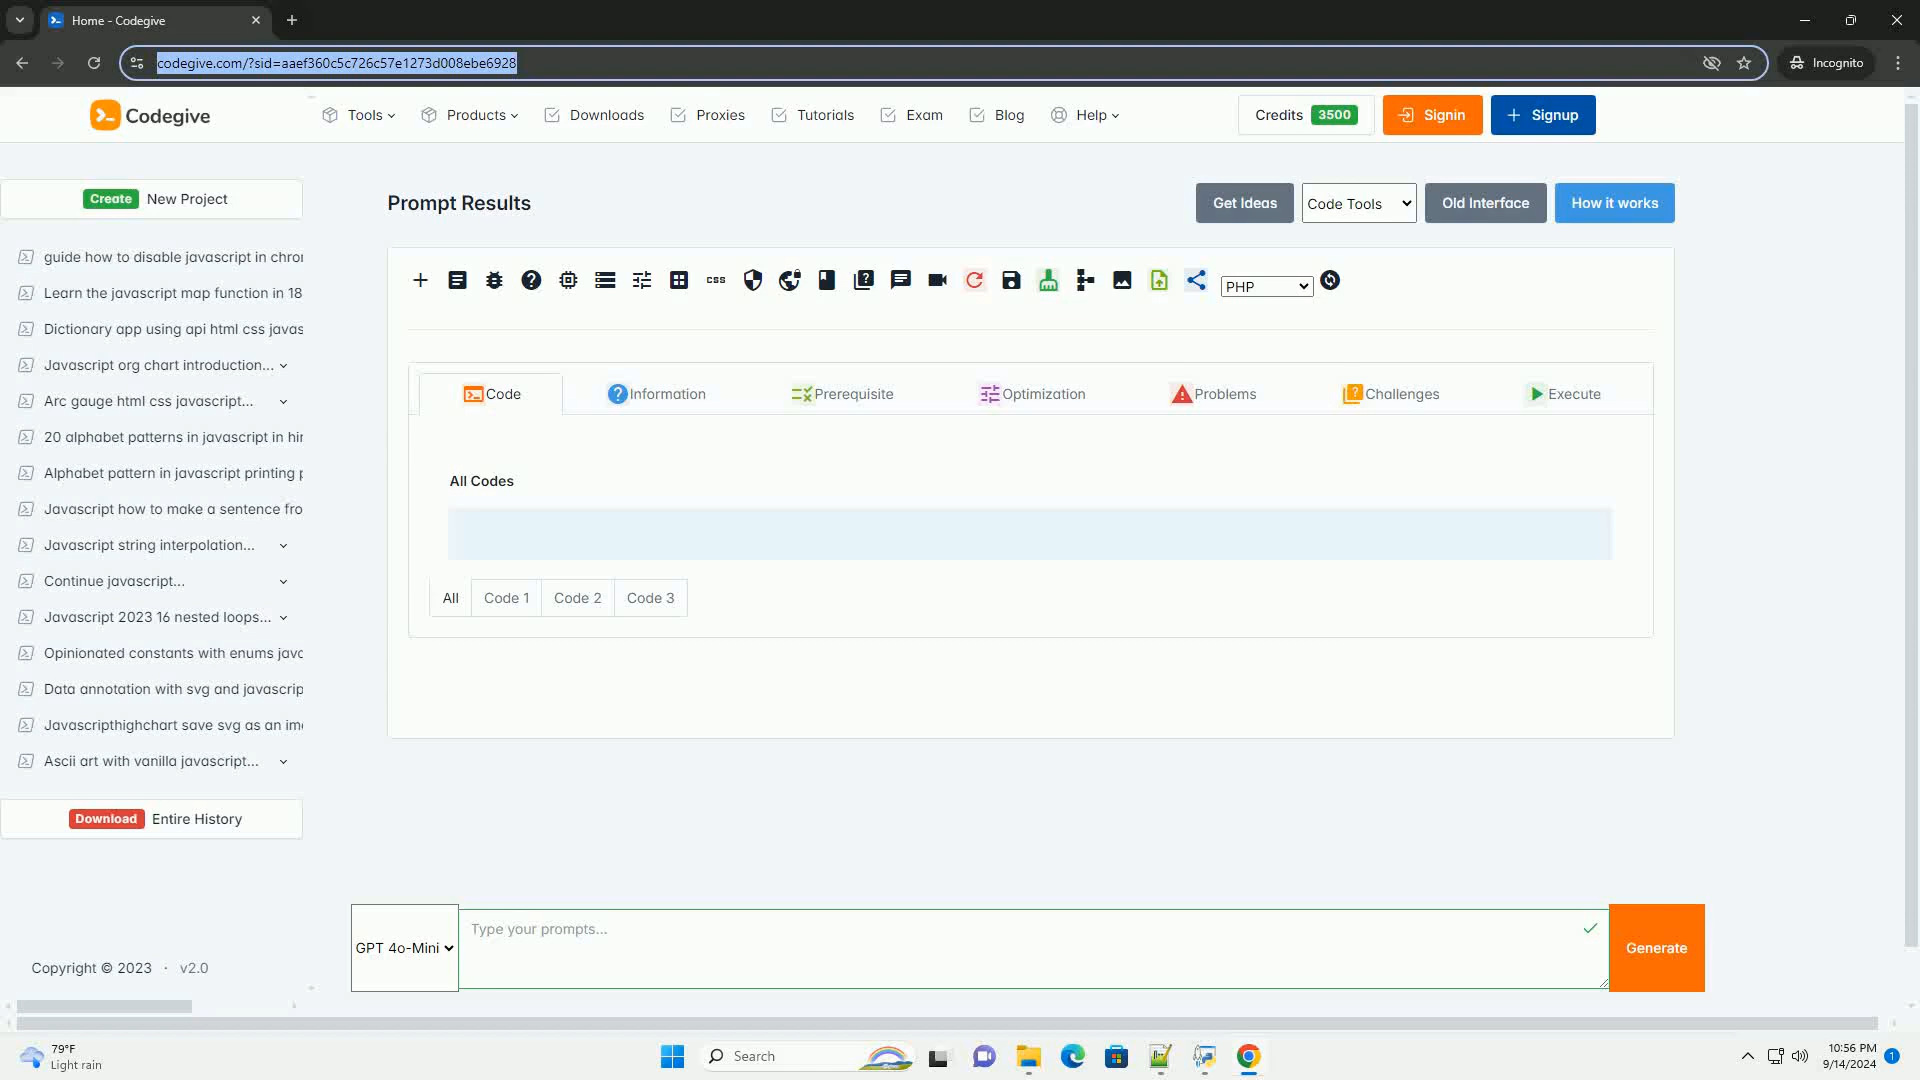 Home - Codegive
codegive.com/?sid=aaef360c5c726c57e1273d008ebe6928
Incognito
Codegive
Tools
Products
Downloads
Proxies
Tutorials
Exam
Blog
Help
Credits 3500
Signin
Signup
Create New Project
guide how to disable javascript in chror
Learn the javascript map function in 18
Dictionary app using api html css javas
Javascript org chart introduction...
Arc gauge html css javascript...
20 alphabet patterns in javascript in hir
Alphabet pattern in javascript printing p
Javascript how to make a sentence fro
Javascript string interpolation...
Continue javascript...
Javascript 2023 16 nested loops...
Opinionated constants with enums java
Data annotation with svg and javascrip
Javascripthighchart save svg as an im
Ascii art with vanilla javascript...
Download Entire History
Copyright © 2023 · v2.0
Prompt Results
Get Ideas
Code Tools
Old Interface
How it works
css
PHP
Code
Information
Prerequisite
Optimization
Problems
Challenges
Execute
All Codes
All
Code 1
Code 2
Code 3
GPT 4o-Mini
Type your prompts...
Generate
79°F
Light rain
Search
10:56 PM
9/14/2024
1